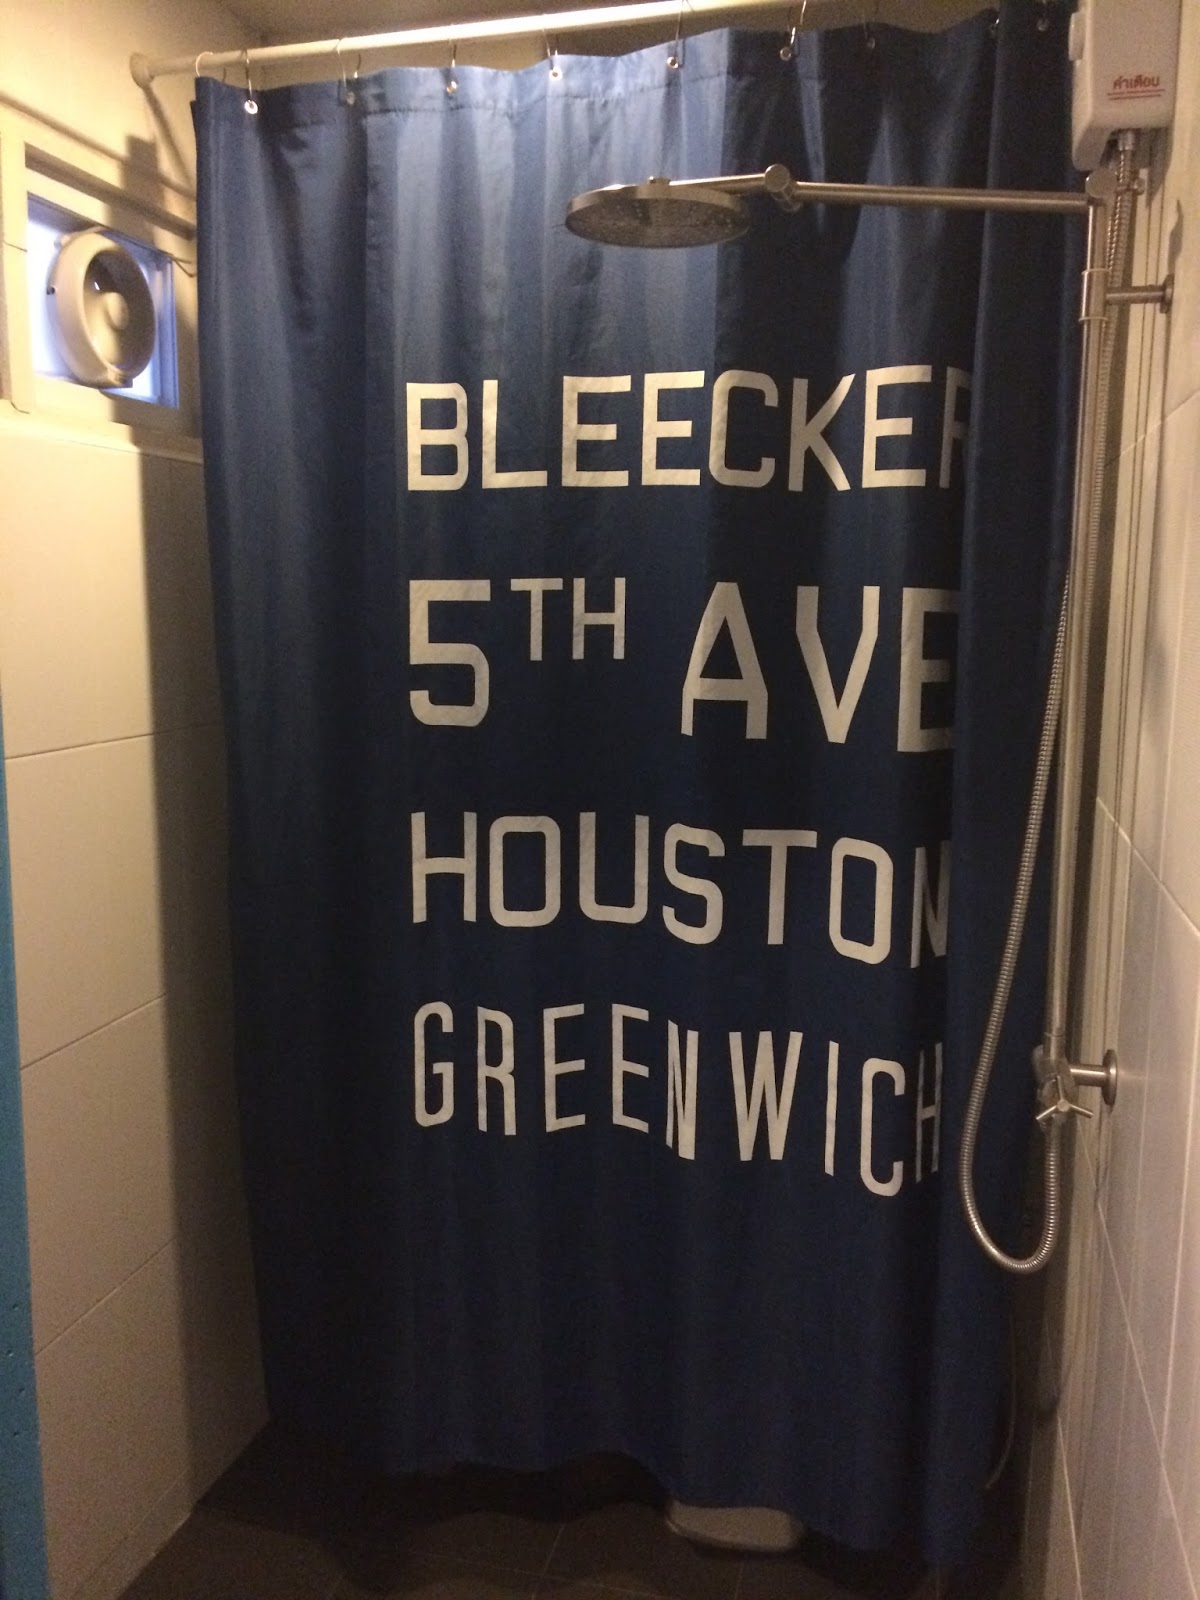 คำเตือน
BLEECKER
5TH AVE
HOUSTON
GREENWICH